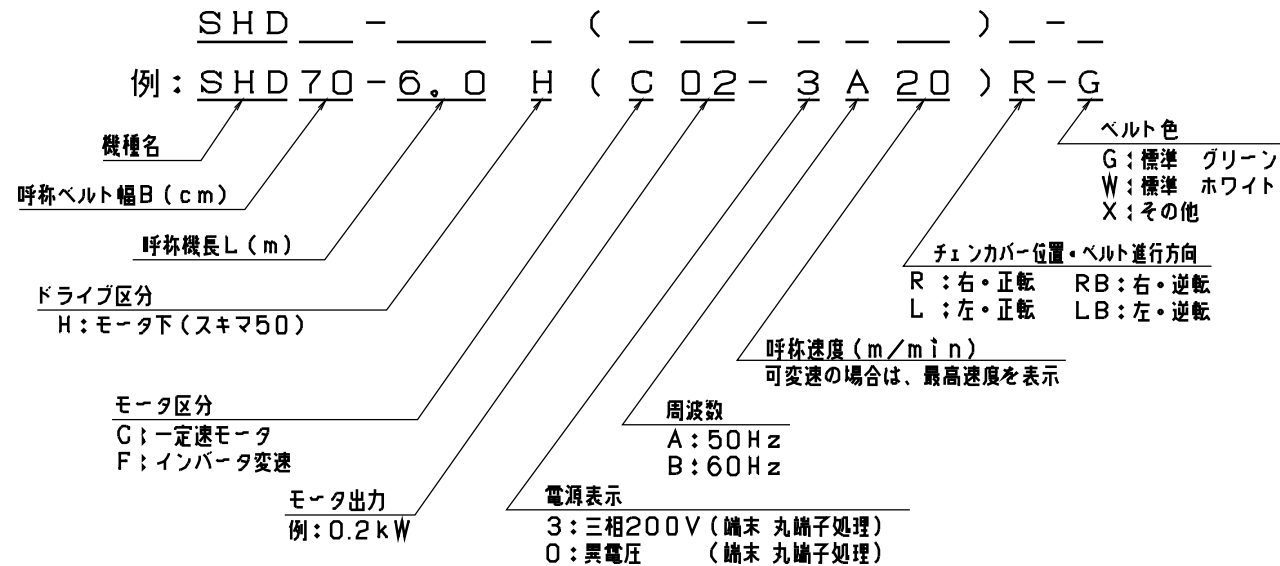 SHD__-___ _ ( _ __-_ _ __ )_-_
例：SHD70-6.0 H ( C 02-3 A 20 ) R-G
機種名
呼称ベルト幅B（cm）
呼称機長L（m）
ドライブ区分
H：モータ下（スキマ50）
モータ区分
C：一定速モータ
F：インバータ変速
モータ出力
例：0.2kW
電源表示
3：三相200V（端末 丸端子処理）
0：異電圧　　（端末 丸端子処理）
周波数
A：50Hz
B：60Hz
呼称速度（m/min）
可変速の場合は、最高速度を表示
チェンカバー位置・ベルト進行方向
R ：右・正転　RB：右・逆転
L ：左・正転　LB：左・逆転
ベルト色
G：標準　グリーン
W：標準　ホワイト
X：その他